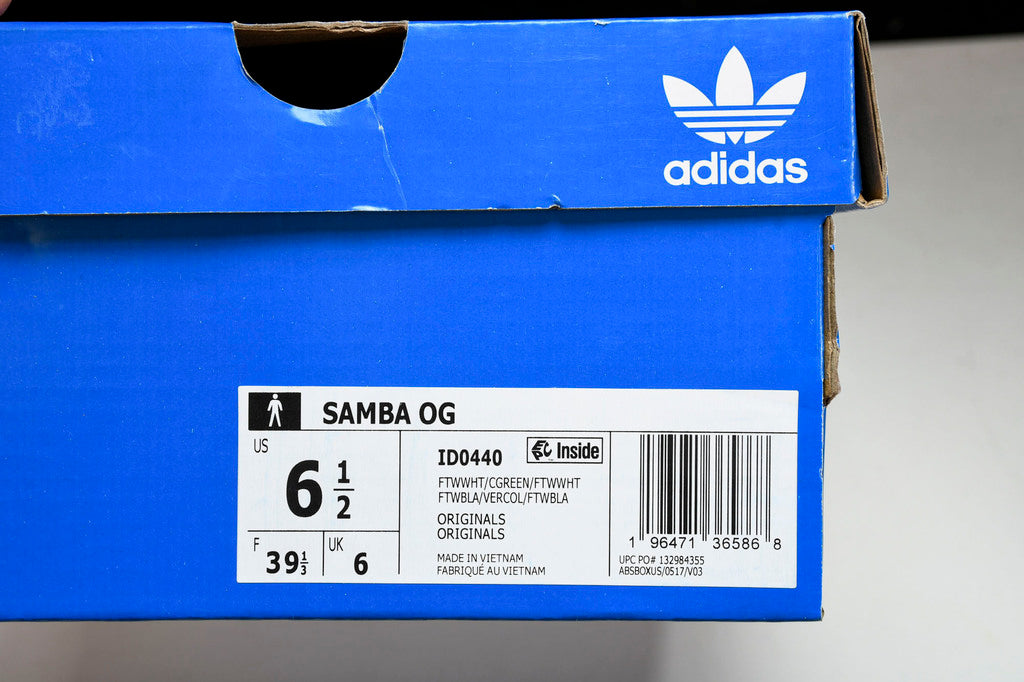 adidas
SAMBA OG
US
6 1/2
F
39 1/3
UK
6
ID0440
Inside
FTWWHT/CGREEN/FTWWHT
FTWBLA/VERCOL/FTWBLA
ORIGINALS
ORIGINALS
MADE IN VIETNAM
FABRIQUÉ AU VIETNAM
1 96471 36586 8
UPC PO# 132984355
ABSBOXUS/0517/V03